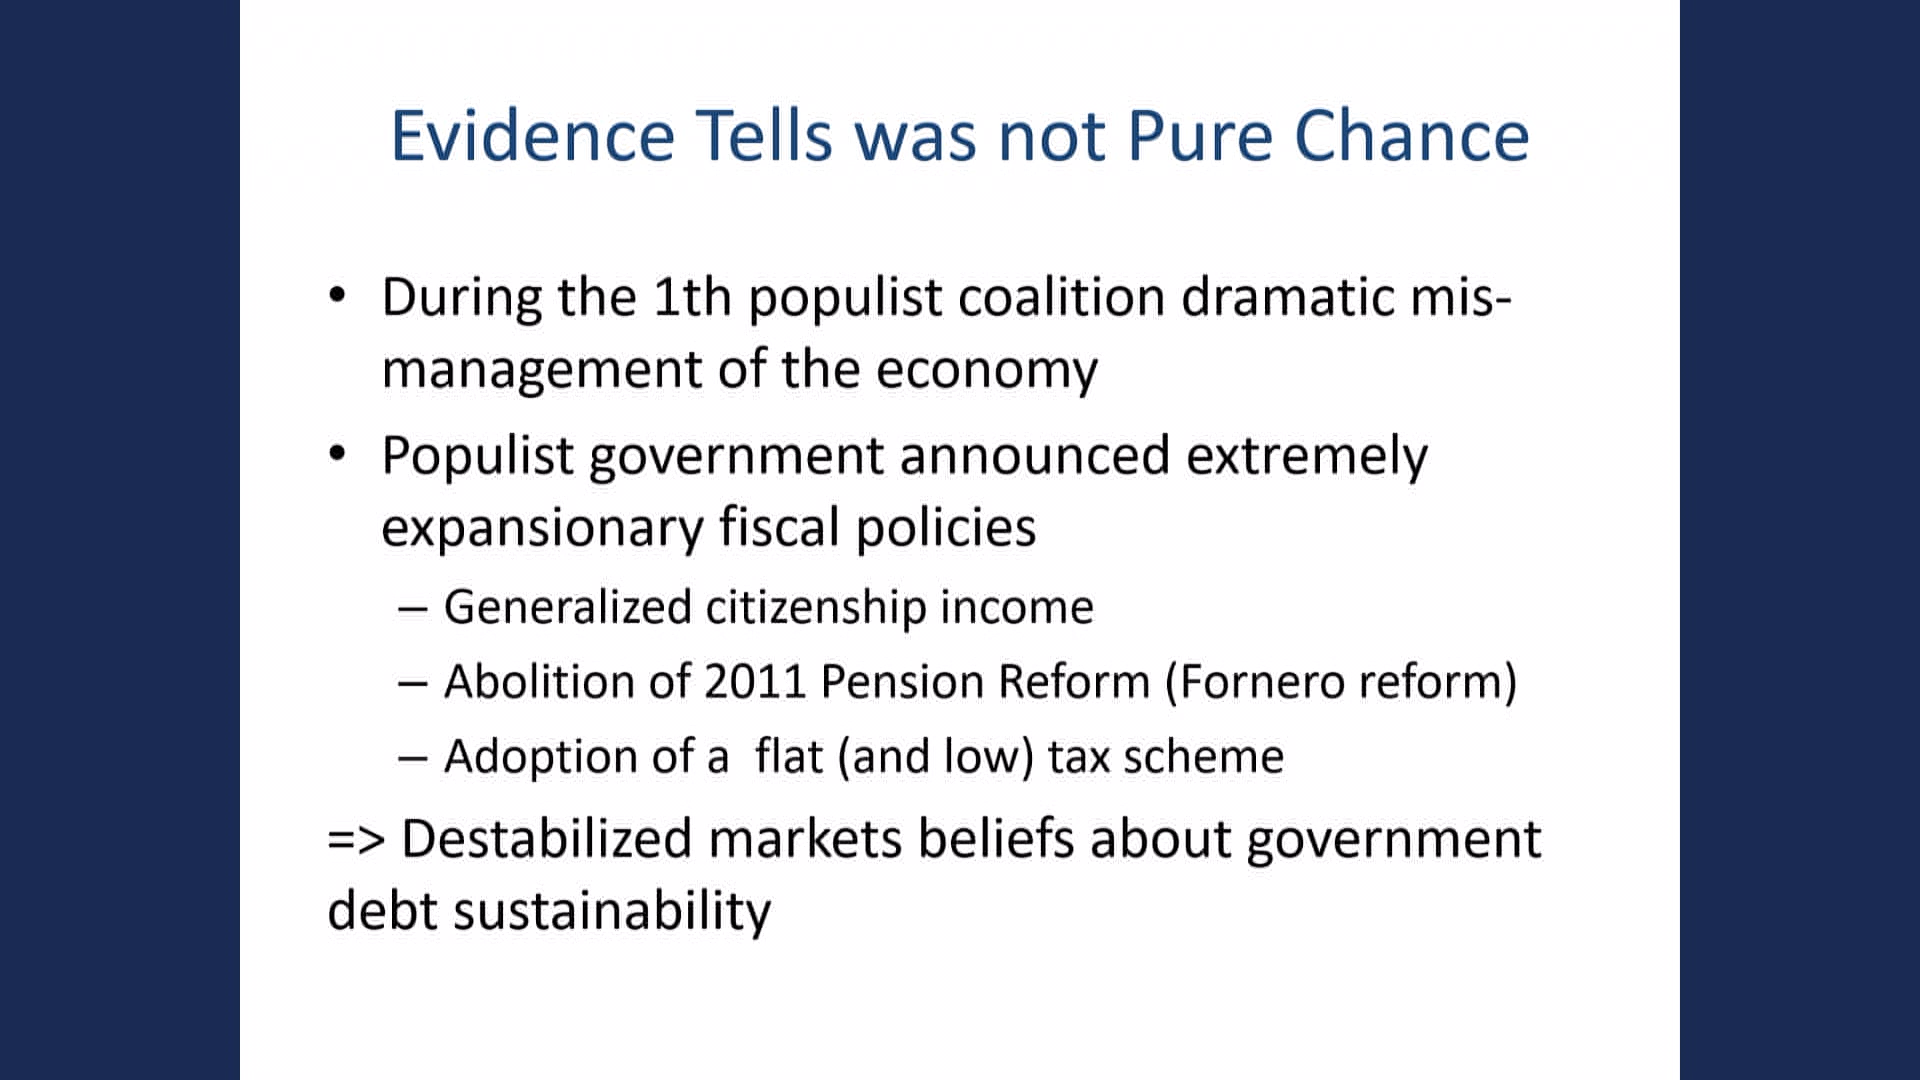 Evidence Tells was not Pure Chance
• During the 1th populist coalition dramatic mis-
management of the economy
• Populist government announced extremely
expansionary fiscal policies
– Generalized citizenship income
– Abolition of 2011 Pension Reform (Fornero reform)
– Adoption of a  flat (and low) tax scheme
=> Destabilized markets beliefs about government
debt sustainability